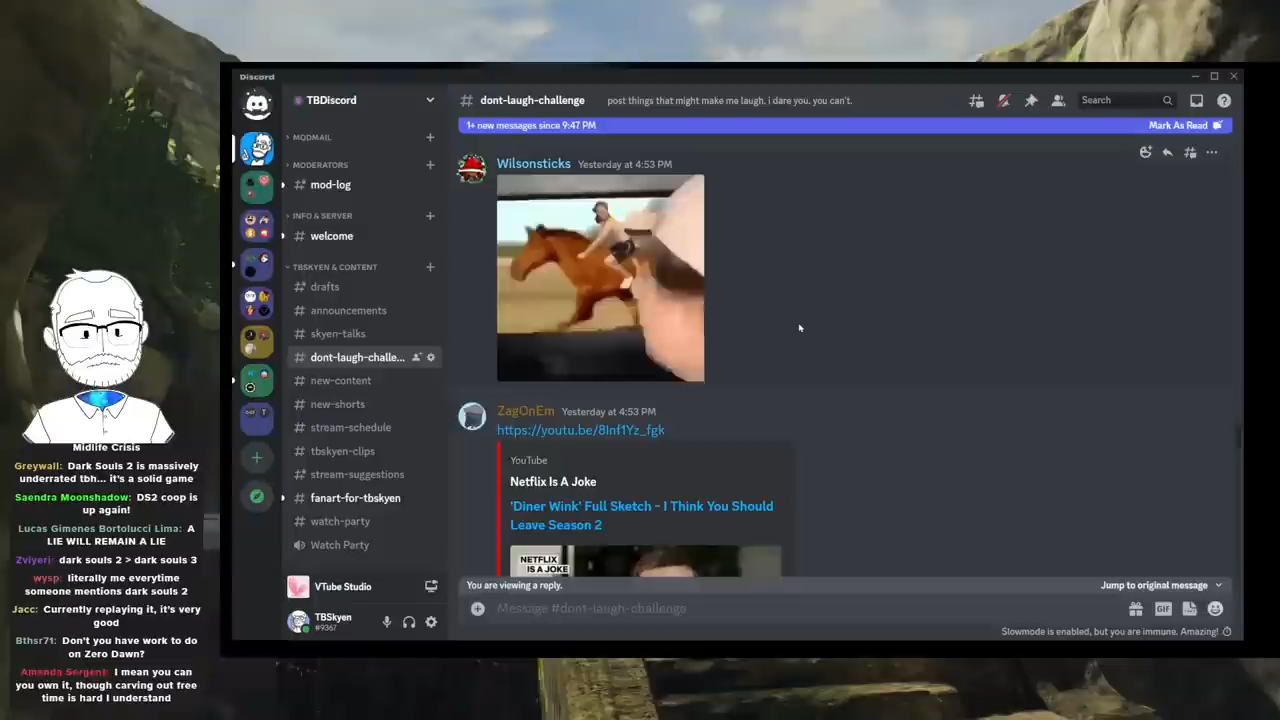 Discord
TBDiscord
MODMAIL
MODERATORS
mod-log
INFO & SERVER
welcome
TBSKYEN & CONTENT
drafts
announcements
skyen-talks
dont-laugh-challe...
new-content
new-shorts
stream-schedule
tbskyen-clips
stream-suggestions
fanart-for-tbskyen
watch-party
Watch Party
VTube Studio
TBSkyen
#9367
# dont-laugh-challenge post things that might make me laugh. i dare you. you can't.
Search
1+ new messages since 9:47 PM
Mark As Read
Wilsonsticks Yesterday at 4:53 PM
ZagOnEm Yesterday at 4:53 PM
https://youtu.be/8Inf1Yz_fgk
YouTube
Netflix Is A Joke
'Diner Wink' Full Sketch - I Think You Should
Leave Season 2
NETFLIX
IS A JOKE
You are viewing a reply.
Jump to original message
Message #dont-laugh-challenge
GIF
Slowmode is enabled, but you are immune. Amazing!
Midlife Crisis
Greywall: Dark Souls 2 is massively
underrated tbh... it's a solid game
Saendra Moonshadow: DS2 coop is
up again!
Lucas Gimenes Bortolucci Lima: A
LIE WILL REMAIN A LIE
Zviyeri: dark souls 2 > dark souls 3
wysp: literally me everytime
someone mentions dark souls 2
Jacc: Currently replaying it, it's very
good
Bthsr71: Don't you have work to do
on Zero Dawn?
Amanda Sergent: I mean you can
you own it, though carving out free
time is hard I understand